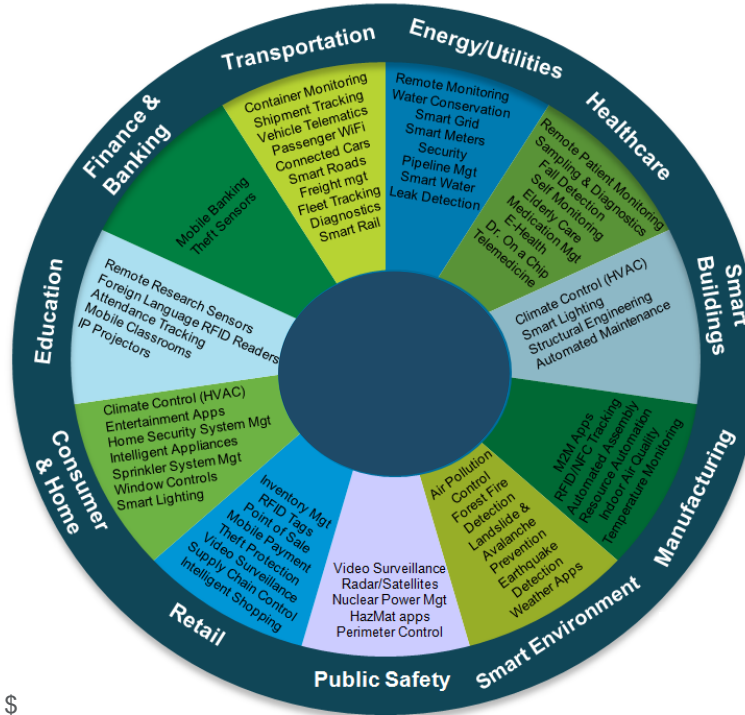 Transportation
Container Monitoring
Shipment Tracking
Vehicle Telematics
Passenger WiFi
Connected Cars
Smart Roads
Freight mgt
Fleet Tracking
Diagnostics
Smart Rail
Energy/Utilities
Remote Monitoring
Water Conservation
Smart Grid
Smart Meters
Security
Pipeline Mgt
Smart Water
Leak Detection
Healthcare
Remote Patient Monitoring
Sampling & Diagnostics
Fall Detection
Self Monitoring
Elderly Care
Medication Mgt
E-Health
Dr. On a Chip
Telemedicine
Smart
Buildings
Climate Control (HVAC)
Smart Lighting
Structural Engineering
Automated Maintenance
Manufacturing
M2M Apps
RFID/NFC Tracking
Automated Assembly
Resource Automation
Indoor Air Quality
Temperature Monitoring
Smart Environment
Air Pollution
Control
Forest Fire
Detection
Landslide &
Avalanche
Prevention
Earthquake
Detection
Weather Apps
Public Safety
Video Surveillance
Radar/Satellites
Nuclear Power Mgt
HazMat apps
Perimeter Control
Retail
Inventory Mgt
RFID Tags
Point of Sale
Mobile Payment
Theft Protection
Video Surveillance
Supply Chain Control
Intelligent Shopping
Consumer
& Home
Climate Control (HVAC)
Entertainment Apps
Home Security System Mgt
Intelligent Appliances
Sprinkler System Mgt
Window Controls
Smart Lighting
Education
Remote Research Sensors
Foreign Language RFID Readers
Attendance Tracking
Mobile Classrooms
IP Projectors
Finance &
Banking
Mobile Banking
Theft Sensors
$